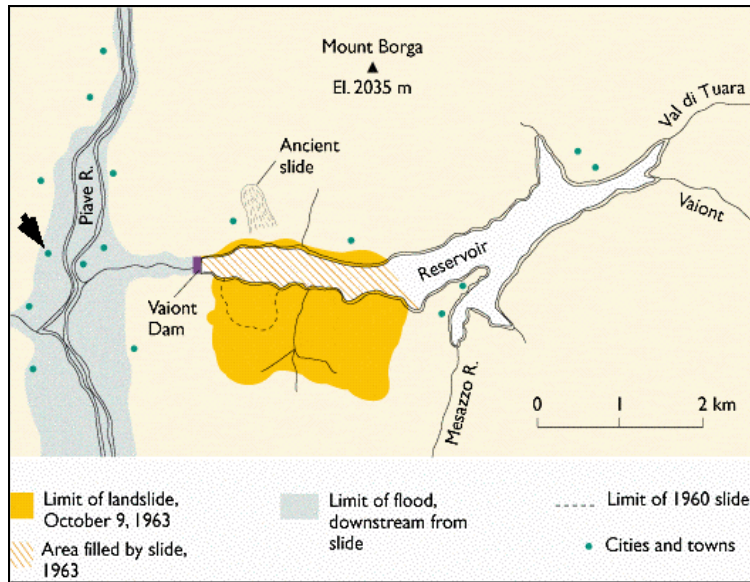 Mount Borga
El. 2035 m
Val di Tuara
Ancient
slide
Piave R.
Vaiont
Reservoir
Vaiont
Dam
Mesazzo R.
0 1 2 km
Limit of landslide,
October 9, 1963
Area filled by slide,
1963
Limit of flood,
downstream from
slide
Limit of 1960 slide
Cities and towns